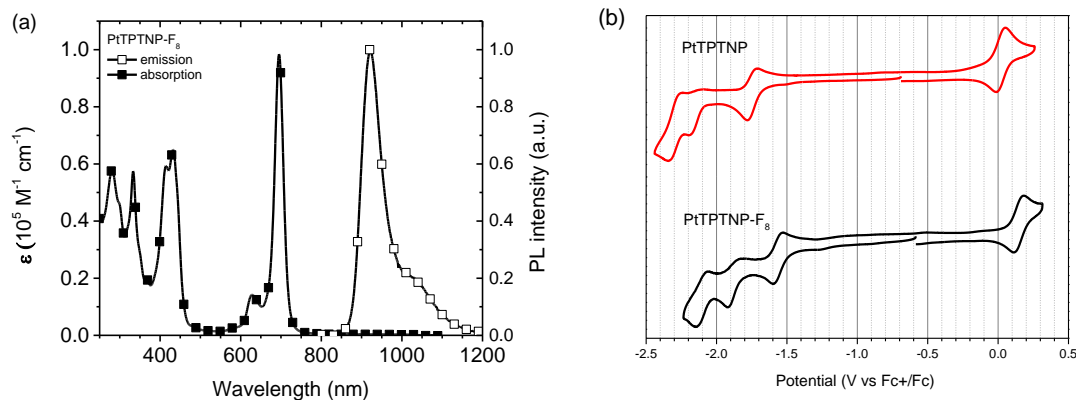 (a)
PtTPTNP-F₈
emission
absorption
1.0
0.8
0.6
0.4
0.2
0.0
ε (10⁵ M⁻¹ cm⁻¹)
1.0
0.8
0.6
0.4
0.2
0.0
PL intensity (a.u.)
400 600 800 1000 1200
Wavelength (nm)
(b)
PtTPTNP
PtTPTNP-F₈
-2.5 -2.0 -1.5 -1.0 -0.5 0.0 0.5
Potential (V vs Fc+/Fc)